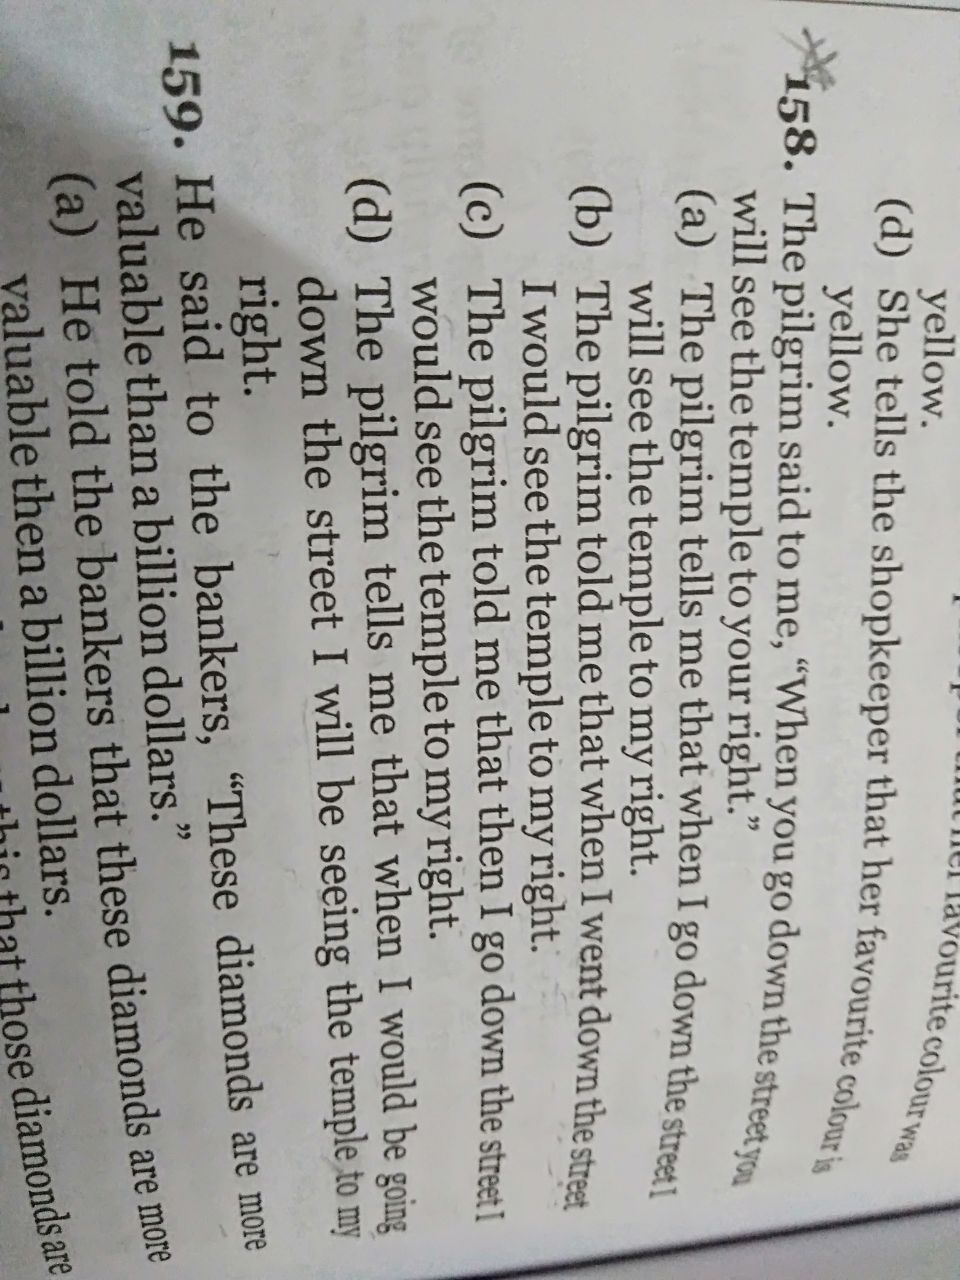 favourite colour was
yellow.
(d) She tells the shopkeeper that her favourite colour is
yellow.
158. The pilgrim said to me, “When you go down the street you
will see the temple to your right.”
(a) The pilgrim tells me that when I go down the street I
will see the temple to my right.
(b) The pilgrim told me that when I went down the street
I would see the temple to my right.
(c) The pilgrim told me that then I go down the street I
would see the temple to my right.
(d) The pilgrim tells me that when I would be going
down the street I will be seeing the temple to my
right.
159. He said to the bankers, “These diamonds are more
valuable than a billion dollars.”
(a) He told the bankers that these diamonds are more
valuable then a billion dollars.
this that those diamonds are